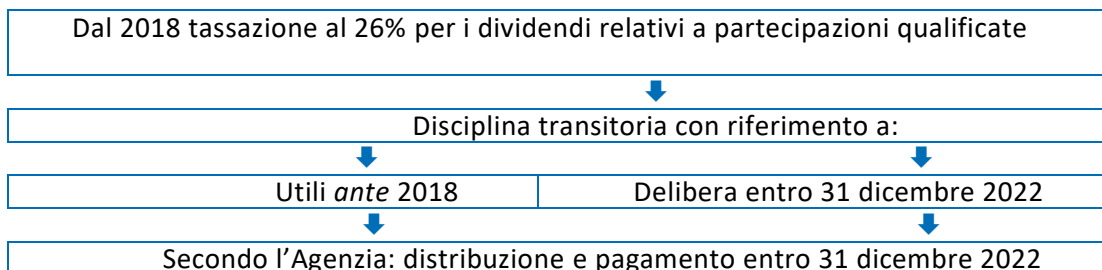 Dal 2018 tassazione al 26% per i dividendi relativi a partecipazioni qualificate
Disciplina transitoria con riferimento a:
Utili ante 2018
Delibera entro 31 dicembre 2022
Secondo l’Agenzia: distribuzione e pagamento entro 31 dicembre 2022